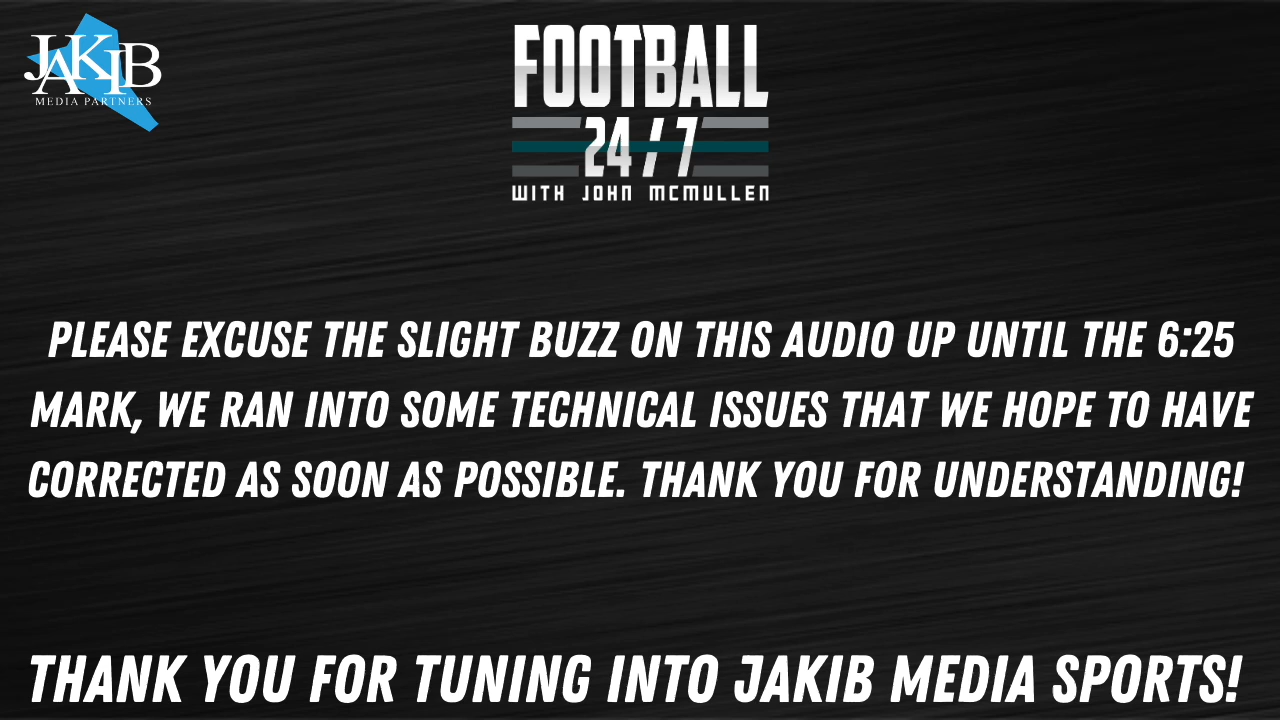 JAKIB
MEDIA PARTNERS
FOOTBALL
24/7
WITH JOHN MCMULLEN
PLEASE EXCUSE THE SLIGHT BUZZ ON THIS AUDIO UP UNTIL THE 6:25
MARK, WE RAN INTO SOME TECHNICAL ISSUES THAT WE HOPE TO HAVE
CORRECTED AS SOON AS POSSIBLE. THANK YOU FOR UNDERSTANDING!
THANK YOU FOR TUNING INTO JAKIB MEDIA SPORTS!